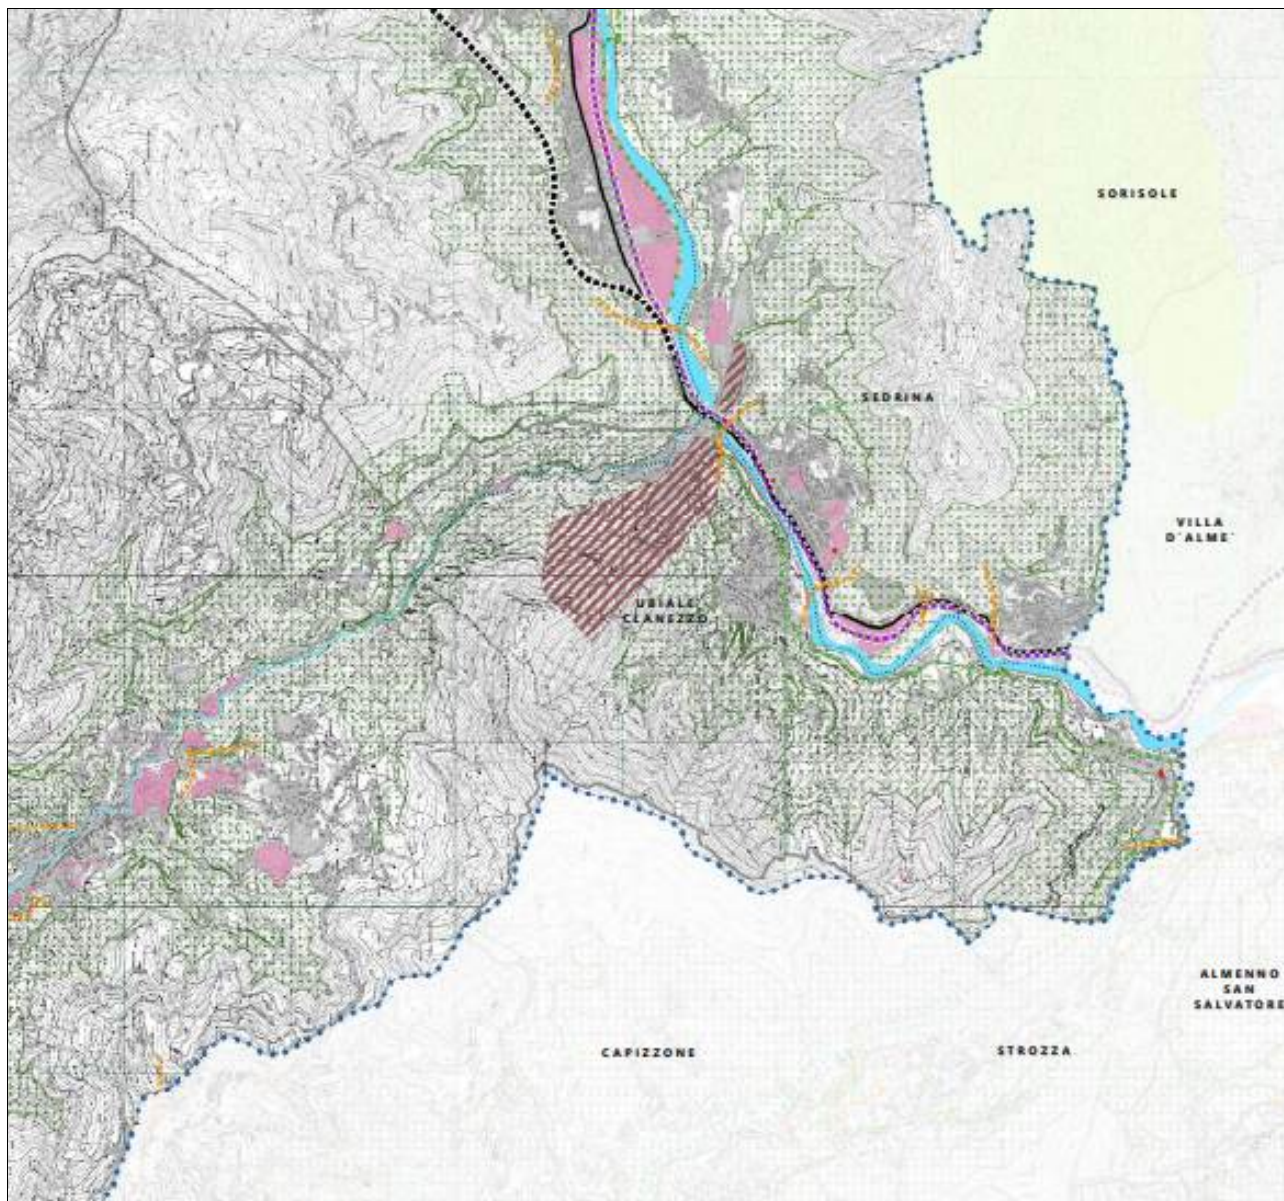 SORISOLE
SEDRINA
VILLA
D'ALME'
UBIALE
CLANEZZO
ALMENNO
SAN
SALVATORE
CAPIZZONE
STROZZA